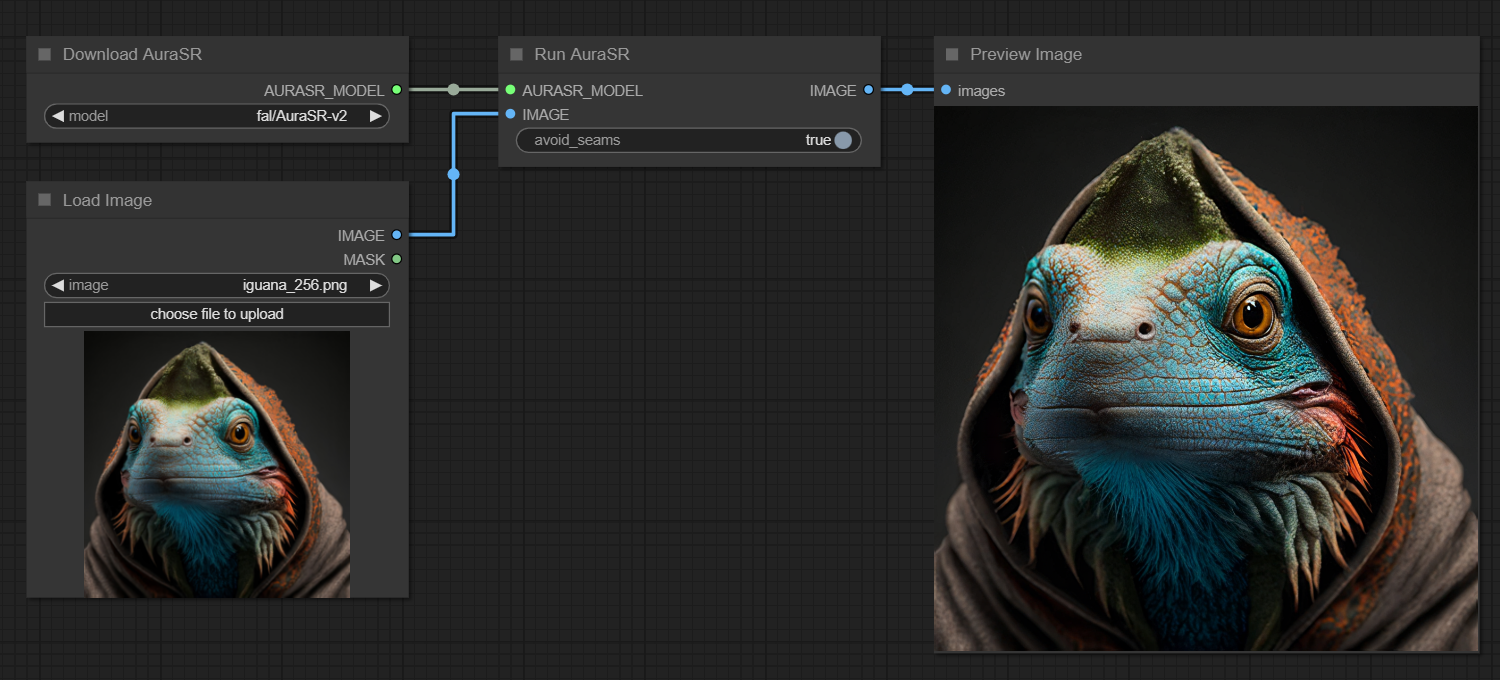 Download AuraSR
AURASR_MODEL
model fal/AuraSR-v2
Load Image
IMAGE
MASK
image iguana_256.png
choose file to upload
Run AuraSR
AURASR_MODEL IMAGE
IMAGE
avoid_seams true
Preview Image
images